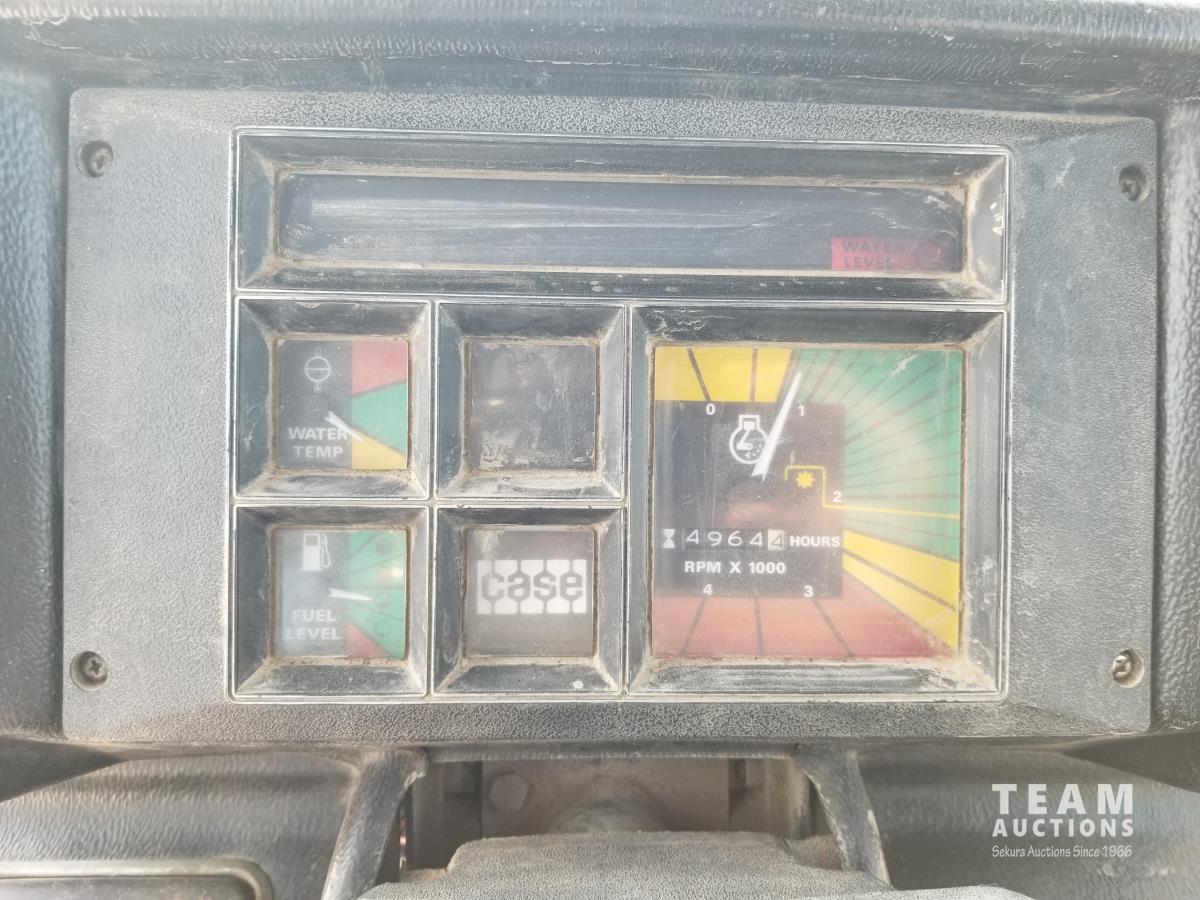 WATER
LEVEL
WATER
TEMP
0
1
2
49644 HOURS
RPM X 1000
4
3
FUEL
LEVEL
case
TEAM
AUCTIONS
Sekura Auctions Since 1966